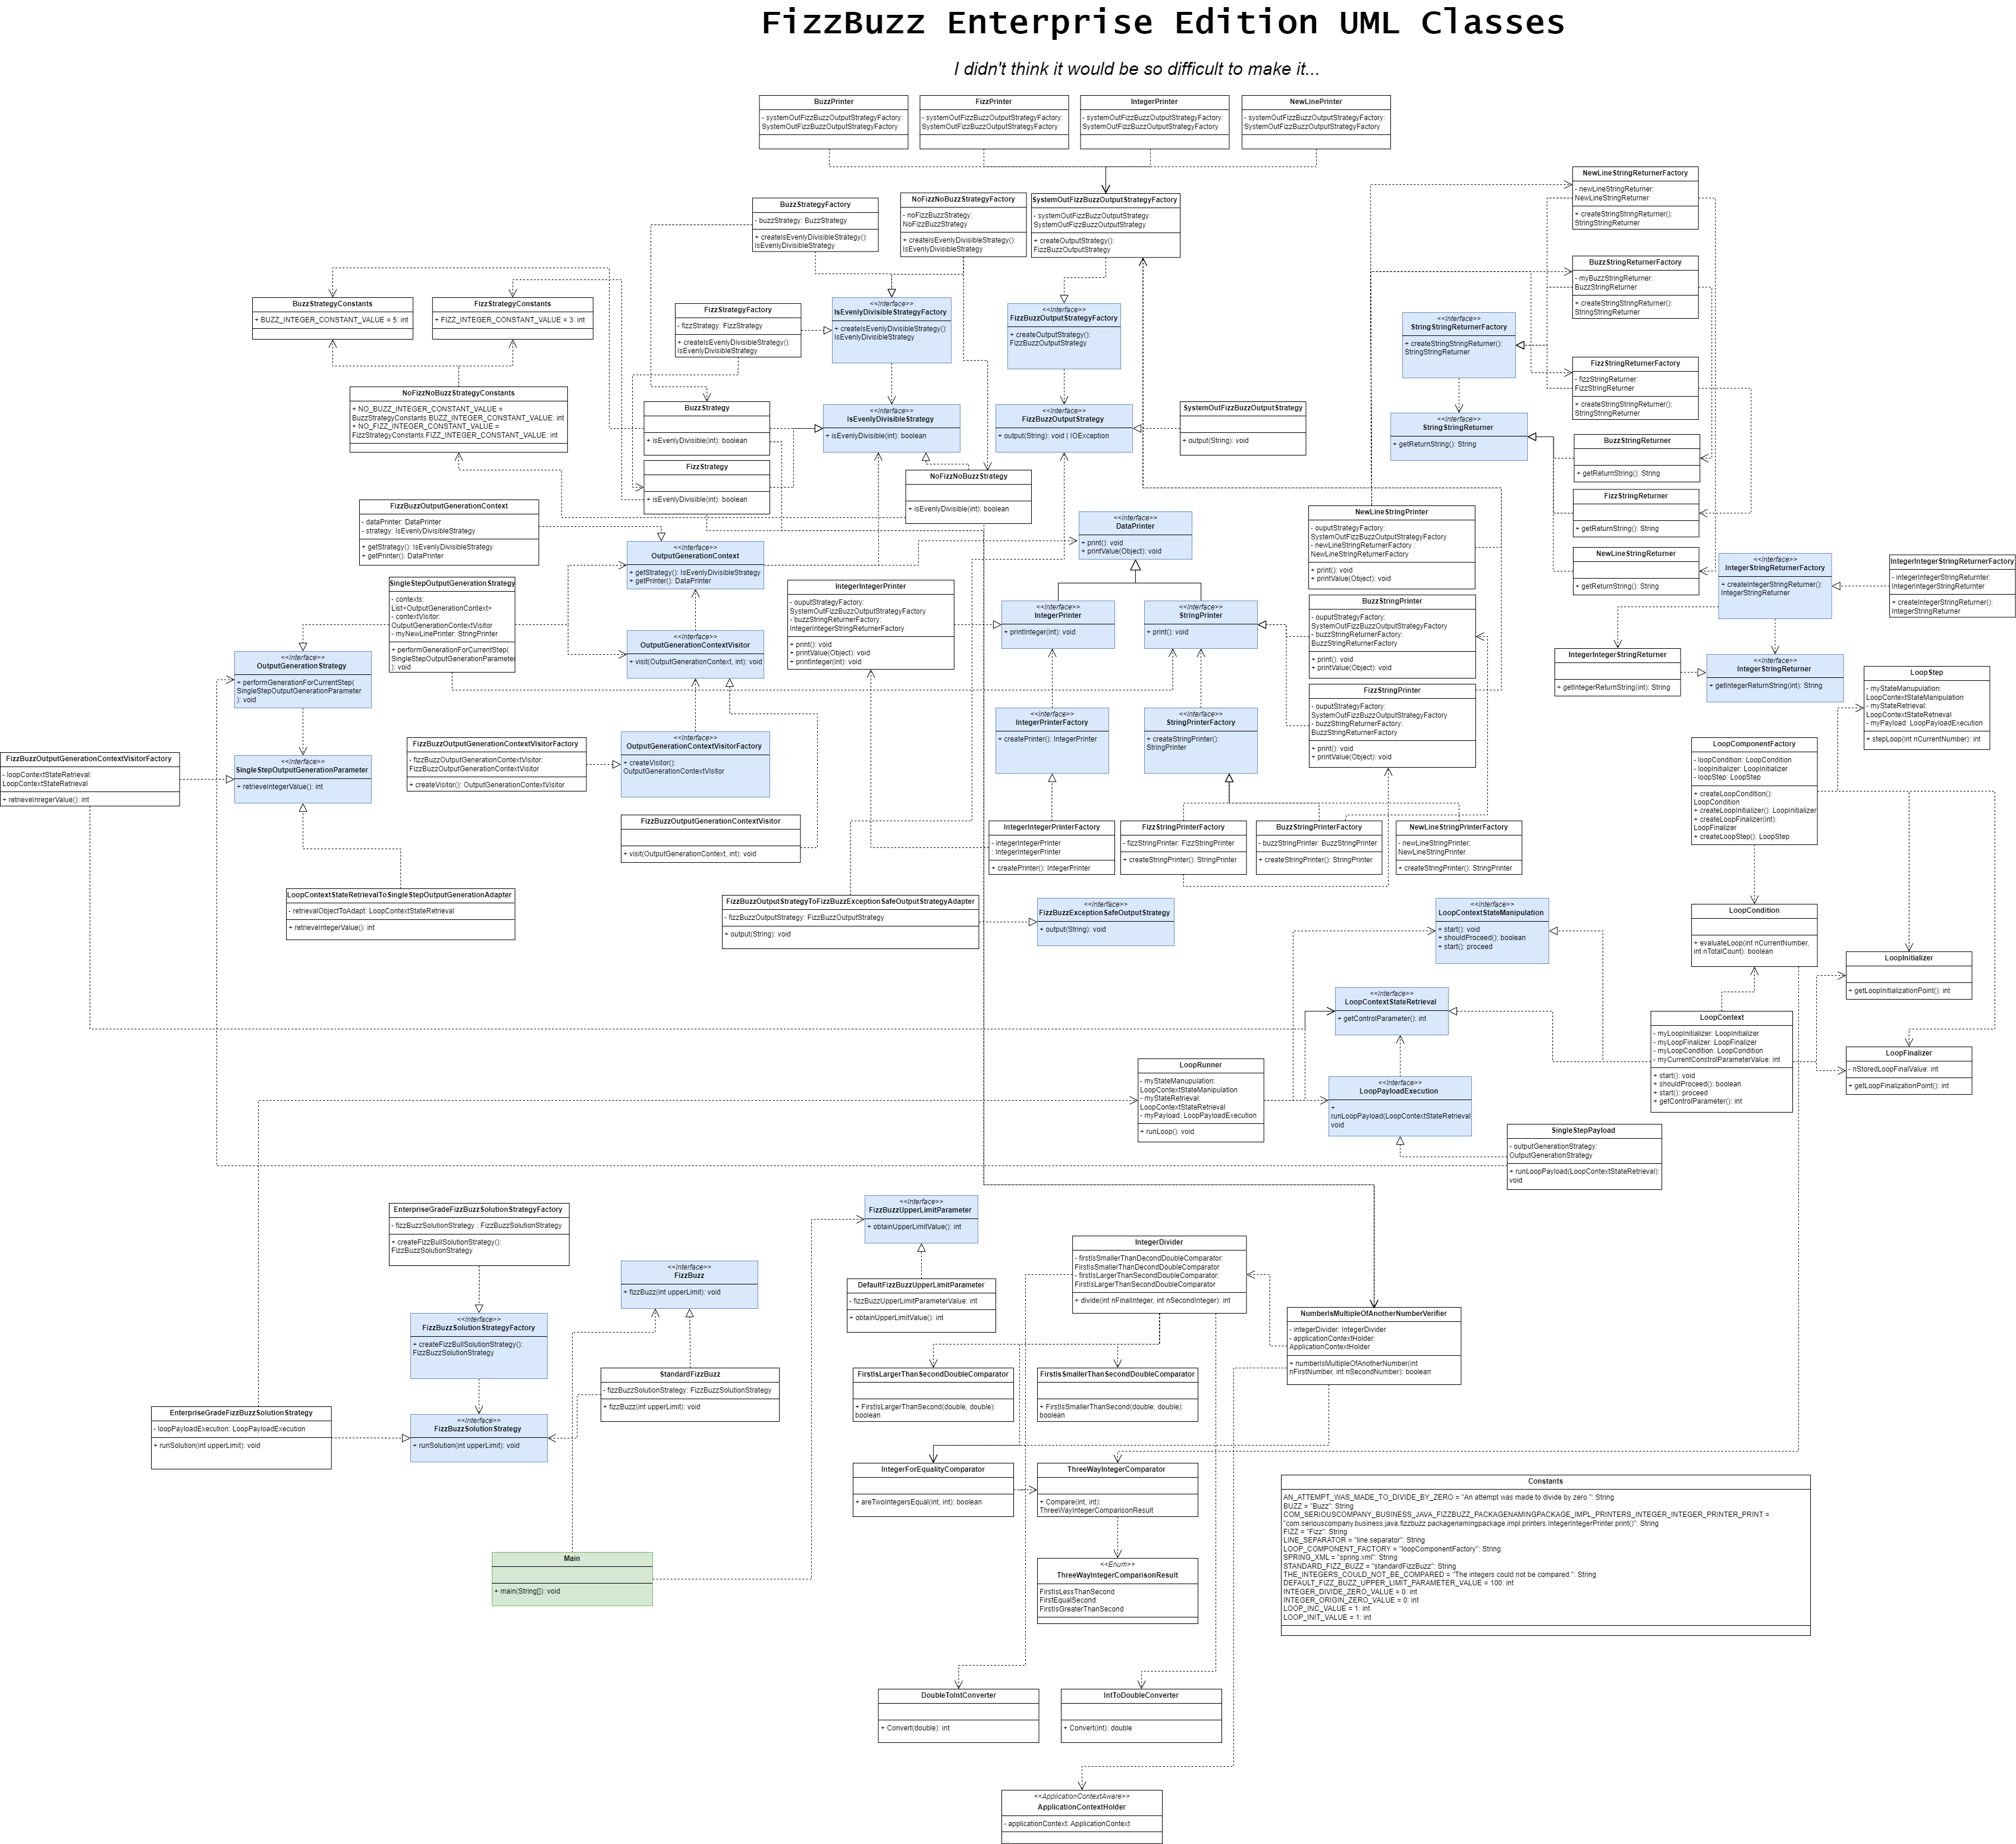 FizzBuzz Enterprise Edition UML Classes
I didn't think it would be so difficult to make it...
BuzzPrinter
- systemOutFizzBuzzOutputStrategyFactory:
SystemOutFizzBuzzOutputStrategyFactory
FizzPrinter
- systemOutFizzBuzzOutputStrategyFactory:
SystemOutFizzBuzzOutputStrategyFactory
IntegerPrinter
- systemOutFizzBuzzOutputStrategyFactory:
SystemOutFizzBuzzOutputStrategyFactory
NewLinePrinter
- systemOutFizzBuzzOutputStrategyFactory:
SystemOutFizzBuzzOutputStrategyFactory
NewLineStringReturnerFactory
- newLineStringReturner:
NewLineStringReturner
+ createStringStringReturner():
StringStringReturner
BuzzStrategyFactory
- buzzStrategy: BuzzStrategy
+ createIsEvenlyDivisibleStrategy():
IsEvenlyDivisibleStrategy
NoFizzNoBuzzStrategyFactory
- noFizzBuzzStrategy:
NoFizzBuzzStrategy
+ createIsEvenlyDivisibleStrategy():
IsEvenlyDivisibleStrategy
SystemOutFizzBuzzOutputStrategyFactory
- systemOutFizzBuzzOutputStrategy:
SystemOutFizzBuzzOutputStrategy
+ createOutputStrategy():
FizzBuzzOutputStrategy
BuzzStringReturnerFactory
- myBuzzStringReturner:
BuzzStringReturner
+ createStringStringReturner():
StringStringReturner
BuzzStrategyConstants
+ BUZZ_INTEGER_CONSTANT_VALUE = 5: int
FizzStrategyConstants
+ FIZZ_INTEGER_CONSTANT_VALUE = 3: int
FizzStrategyFactory
- fizzStrategy: FizzStrategy
+ createIsEvenlyDivisibleStrategy():
IsEvenlyDivisibleStrategy
<<Interface>>
IsEvenlyDivisibleStrategyFactory
+ createIsEvenlyDivisibleStrategy():
IsEvenlyDivisibleStrategy
<<Interface>>
FizzBuzzOutputStrategyFactory
+ createOutputStrategy():
FizzBuzzOutputStrategy
<<Interface>>
StringStringReturnerFactory
+ createStringStringReturner():
StringStringReturner
FizzStringReturnerFactory
- fizzStringReturner:
FizzStringReturner
+ createStringStringReturner():
StringStringReturner
NoFizzNoBuzzStrategyConstants
+ NO_BUZZ_INTEGER_CONSTANT_VALUE =
BuzzStrategyConstants.BUZZ_INTEGER_CONSTANT_VALUE: int
+ NO_FIZZ_INTEGER_CONSTANT_VALUE =
FizzStrategyConstants.FIZZ_INTEGER_CONSTANT_VALUE: int
BuzzStrategy
+ isEvenlyDivisible(int): boolean
<<Interface>>
IsEvenlyDivisibleStrategy
+ isEvenlyDivisible(int): boolean
<<Interface>>
FizzBuzzOutputStrategy
+ output(String): void | IOException
SystemOutFizzBuzzOutputStrategy
+ output(String): void
<<Interface>>
StringStringReturner
+ getReturnString(): String
BuzzStringReturner
+ getReturnString(): String
FizzStrategy
+ isEvenlyDivisible(int): boolean
NoFizzNoBuzzStrategy
+ isEvenlyDivisible(int): boolean
FizzStringReturner
+ getReturnString(): String
FizzBuzzOutputGenerationContext
- dataPrinter: DataPrinter
- strategy: IsEvenlyDivisibleStrategy
+ getStrategy(): IsEvenlyDivisibleStrategy
+ getPrinter(): DataPrinter
<<Interface>>
DataPrinter
+ print(): void
+ printValue(Object): void
NewLineStringPrinter
- ouputStrategyFactory:
SystemOutFizzBuzzOutputStrategyFactory
- newLineStringReturnerFactory :
NewLineStringReturnerFactory
+ print(): void
+ printValue(Object): void
NewLineStringReturner
+ getReturnString(): String
<<Interface>>
OutputGenerationContext
+ getStrategy(): IsEvenlyDivisibleStrategy
+ getPrinter(): DataPrinter
<<Interface>>
IntegerStringReturnerFactory
+ createIntegerStringReturner():
IntegerStringReturner
IntegerIntegerStringReturnerFactory
- integerIntegerStringReturnter:
IntegerIntegerStringReturnter
+ createIntegerStringReturner():
IntegerStringReturner
SingleStepOutputGenerationStrategy
- contexts:
List<OutputGenerationContext>
- contextVisitor:
OutputGenerationContextVisitor
- myNewLinePrinter: StringPrinter
+ performGenerationForCurrentStep(
SingleStepOutputGenerationParameter
): void
IntegerIntegerPrinter
- ouputStrategyFactory:
SystemOutFizzBuzzOutputStrategyFactory
- buzzStringReturnerFactory:
IntegerIntegerStringReturnerFactory
+ print(): void
+ printValue(Object): void
+ printInteger(int): void
<<Interface>>
IntegerPrinter
+ printInteger(int): void
<<Interface>>
StringPrinter
+ print(): void
BuzzStringPrinter
- ouputStrategyFactory:
SystemOutFizzBuzzOutputStrategyFactory
- buzzStringReturnerFactory:
BuzzStringReturnerFactory
+ print(): void
+ printValue(Object): void
<<Interface>>
OutputGenerationContextVisitor
+ visit(OutputGenerationContext, int): void
<<Interface>>
OutputGenerationStrategy
+ performGenerationForCurrentStep(
SingleStepOutputGenerationParameter
): void
IntegerIntegerStringReturner
+ getIntegerReturnString(int): String
<<Interface>>
IntegerStringReturner
+ getIntegerReturnString(int): String
LoopStep
- myStateManupulation:
LoopContextStateManipulation
- myStateRetrieval:
LoopContextStateRetrieval
- myPayload: LoopPayloadExecution
+ stepLoop(int nCurrentNumber): int
FizzStringPrinter
- ouputStrategyFactory:
SystemOutFizzBuzzOutputStrategyFactory
- buzzStringReturnerFactory:
BuzzStringReturnerFactory
+ print(): void
+ printValue(Object): void
<<Interface>>
IntegerPrinterFactory
+ createPrinter(): IntegerPrinter
<<Interface>>
StringPrinterFactory
+ createStringPrinter():
StringPrinter
FizzBuzzOutputGenerationContextVisitorFactory
- loopContextStateRetrieval:
LoopContextStateRetrieval
+ retrieveInregerValue(): int
<<Interface>>
SingleStepOutputGenerationParameter
+ retrieveIntegerValue(): int
FizzBuzzOutputGenerationContextVisitorFactory
- fizzBuzzOutputGenerationContextVisitor:
FizzBuzzOutputGenerationContextVisitor
+ createVisitor(): OutputGenerationContextVisitor
<<Interface>>
OutputGenerationContextVisitorFactory
+ createVisitor():
OutputGenerationContextVisitor
LoopComponentFactory
- loopCondition: LoopCondition
- loopInitializer: LoopInitializer
- loopStep: LoopStep
+ createLoopCondition():
LoopCondition
+ createLoopInitializer(): LoopInitializer
+ createLoopFinalizer(int):
LoopFinalizer
+ createLoopStep(): LoopStep
FizzBuzzOutputGenerationContextVisitor
+ visit(OutputGenerationContext, int): void
IntegerIntegerPrinterFactory
- integerIntegerPrinter
: IntegerIntegerPrinter
+ createPrinter(): IntegerPrinter
FizzStringPrinterFactory
- fizzStringPrinter: FizzStringPrinter
+ createStringPrinter(): StringPrinter
BuzzStringPrinterFactory
- buzzStringPrinter: BuzzStringPrinter
+ createStringPrinter(): StringPrinter
NewLineStringPrinterFactory
- newLineStringPrinter:
NewLineStringPrinter
+ createStringPrinter(): StringPrinter
LoopContextStateRetrievalToSingleStepOutputGenerationAdapter
- retrievalObjectToAdapt: LoopContextStateRetrieval
+ retrieveIntegerValue(): int
FizzBuzzOutputStrategyToFizzBuzzExceptionSafeOutputStrategyAdapter
- fizzBuzzOutputStrategy: FizzBuzzOutputStrategy
+ output(String): void
<<Interface>>
FizzBuzzExceptionSafeOutputStrategy
+ output(String): void
<<Interface>>
LoopContextStateManipulation
+ start(): void
+ shouldProceed(): boolean
+ start(): proceed
LoopCondition
+ evaluateLoop(int nCurrentNumber,
int nTotalCount): boolean
LoopInitializer
+ getLoopInitializationPoint(): int
<<Interface>>
LoopContextStateRetrieval
+ getControlParameter(): int
LoopContext
- myLoopInitializer: LoopInitializer
- myLoopFinalizer: LoopFinalizer
- myLoopCondition: LoopCondition
- myCurrentConstrolParameterValue: int
+ start(): void
+ shouldProceed(): boolean
+ start(): proceed
+ getControlParameter(): int
LoopFinalizer
- nStoredLoopFinalValue: int
+ getLoopFinalizationPoint(): int
LoopRunner
- myStateManupulation:
LoopContextStateManipulation
- myStateRetrieval:
LoopContextStateRetrieval
- myPayload: LoopPayloadExecution
+ runLoop(): void
<<Interface>>
LoopPayloadExecution
+
runLoopPayload(LoopContextStateRetrieval
void
SingleStepPayload
- outputGenerationStrategy:
OutputGenerationStrategy
+ runLoopPayload(LoopContextStateRetrieval):
void
EnterpriseGradeFizzBuzzSolutionStrategyFactory
- fizzBuzzSolutionStrategy : FizzBuzzSolutionStrategy
+ createFizzBullSolutionStrategy():
FizzBuzzSolutionStrategy
<<Interface>>
FizzBuzzUpperLimitParameter
+ obtainUpperLimitValue(): int
<<Interface>>
FizzBuzz
+ fizzBuzz(int upperLimit): void
DefaultFizzBuzzUpperLimitParameter
- fizzBuzzUpperLimitParameterValue: int
+ obtainUpperLimitValue(): int
IntegerDivider
- firstIsSmallerThanDecondDoubleComparator:
FirstIsSmallerThanDecondDoubleComparator
- firstIsLargerThanSecondDoubleComparator:
FirstIsLargerThanSecondDoubleComparator
+ divide(int nFinalInteger, int nSecondInteger): int
<<Interface>>
FizzBuzzSolutionStrategyFactory
+ createFizzBullSolutionStrategy():
FizzBuzzSolutionStrategy
NumberIsMultipleOfAnotherNumberVerifier
- integerDivider: IntegerDivider
- applicationContextHolder:
ApplicationContextHolder
+ numberIsMultipleOfAnotherNumber(int
nFirstNumber, int nSecondNumber): boolean
StandardFizzBuzz
- fizzBuzzSolutionStrategy: FizzBuzzSolutionStrategy
+ fizzBuzz(int upperLimit): void
FirstIsLargerThanSecondDoubleComparator
+ FirstIsLargerThanSecond(double, double):
boolean
FirstIsSmallerThanSecondDoubleComparator
+ FirstIsSmallerThanSecond(double, double):
boolean
EnterpriseGradeFizzBuzzSolutionStrategy
- loopPayloadExecution: LoopPayloadExecution
+ runSolution(int upperLimit): void
<<Interface>>
FizzBuzzSolutionStrategy
+ runSolution(int upperLimit): void
IntegerForEqualityComparator
+ areTwoIntegersEqual(int, int): boolean
ThreeWayIntegerComparator
+ Compare(int, int):
ThreeWayIntegerComparisonResult
Constants
AN_ATTEMPT_WAS_MADE_TO_DIVIDE_BY_ZERO = "An attempt was made to divide by zero.": String
BUZZ = "Buzz": String
COM_SERIOUSCOMPANY_BUSINESS_JAVA_FIZZBUZZ_PACKAGENAMINGPACKAGE_IMPL_PRINTERS_INTEGER_INTEGER_PRINTER_PRINT =
"com.seriouscompany.business.java.fizzbuzz.packagenamingpackage.impl.printers.IntegerIntegerPrinter.print()": String
FIZZ = "Fizz": String
LINE_SEPARATOR = "line.separator": String
LOOP_COMPONENT_FACTORY = "loopComponentFactory": String
SPRING_XML = "spring.xml": String
STANDARD_FIZZ_BUZZ = "standardFizzBuzz": String
THE_INTEGERS_COULD_NOT_BE_COMPARED = "The integers could not be compared.": String
DEFAULT_FIZZ_BUZZ_UPPER_LIMIT_PARAMETER_VALUE = 100: int
INTEGER_DIVIDE_ZERO_VALUE = 0: int
INTEGER_ORIGIN_ZERO_VALUE = 0: int
LOOP_INC_VALUE = 1: int
LOOP_INIT_VALUE = 1: int
Main
+ main(String[]): void
<<Enum>>
ThreeWayIntegerComparisonResult
FirstIsLessThanSecond
FirstEqualSecond
FirstIsGreaterThanSecond
DoubleToIntConverter
+ Convert(double): int
IntToDoubleConverter
+ Convert(int): double
<<ApplicationContextAware>>
ApplicationContextHolder
- applicationContext: ApplicationContext
...